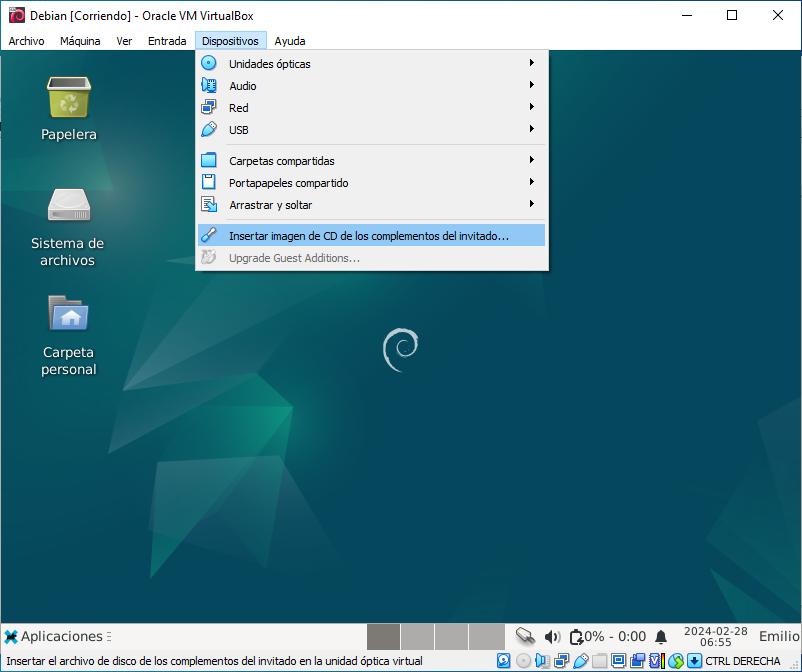 Debian [Corriendo] - Oracle VM VirtualBox
Archivo Máquina Ver Entrada Dispositivos Ayuda
Unidades ópticas
Audio
Red
USB
Carpetas compartidas
Portapapeles compartido
Arrastrar y soltar
Insertar imagen de CD de los complementos del invitado...
Upgrade Guest Additions...
Papelera
Sistema de
archivos
Carpeta
personal
Aplicaciones 0% - 0:00 2024-02-28 Emilio
06:55
Insertar el archivo de disco de los complementos del invitado en la unidad óptica virtual CTRL DERECHA